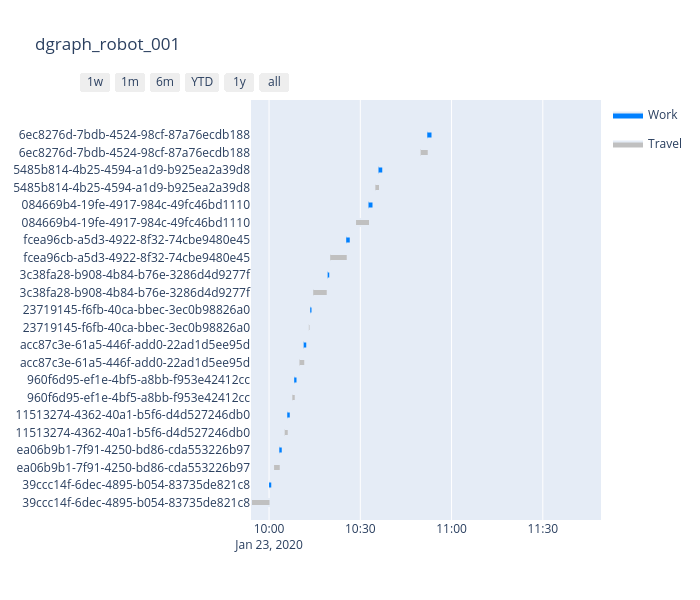 dgraph_robot_001
1w 1m 6m YTD 1y all
Work
Travel
6ec8276d-7bdb-4524-98cf-87a76ecdb188
6ec8276d-7bdb-4524-98cf-87a76ecdb188
5485b814-4b25-4594-a1d9-b925ea2a39d8
5485b814-4b25-4594-a1d9-b925ea2a39d8
084669b4-19fe-4917-984c-49fc46bd1110
084669b4-19fe-4917-984c-49fc46bd1110
fcea96cb-a5d3-4922-8f32-74cbe9480e45
fcea96cb-a5d3-4922-8f32-74cbe9480e45
3c38fa28-b908-4b84-b76e-3286d4d9277f
3c38fa28-b908-4b84-b76e-3286d4d9277f
23719145-f6fb-40ca-bbec-3ec0b98826a0
23719145-f6fb-40ca-bbec-3ec0b98826a0
acc87c3e-61a5-446f-add0-22ad1d5ee95d
acc87c3e-61a5-446f-add0-22ad1d5ee95d
960f6d95-ef1e-4bf5-a8bb-f953e42412cc
960f6d95-ef1e-4bf5-a8bb-f953e42412cc
11513274-4362-40a1-b5f6-d4d527246db0
11513274-4362-40a1-b5f6-d4d527246db0
ea06b9b1-7f91-4250-bd86-cda553226b97
ea06b9b1-7f91-4250-bd86-cda553226b97
39ccc14f-6dec-4895-b054-83735de821c8
39ccc14f-6dec-4895-b054-83735de821c8
10:00 10:30 11:00 11:30
Jan 23, 2020